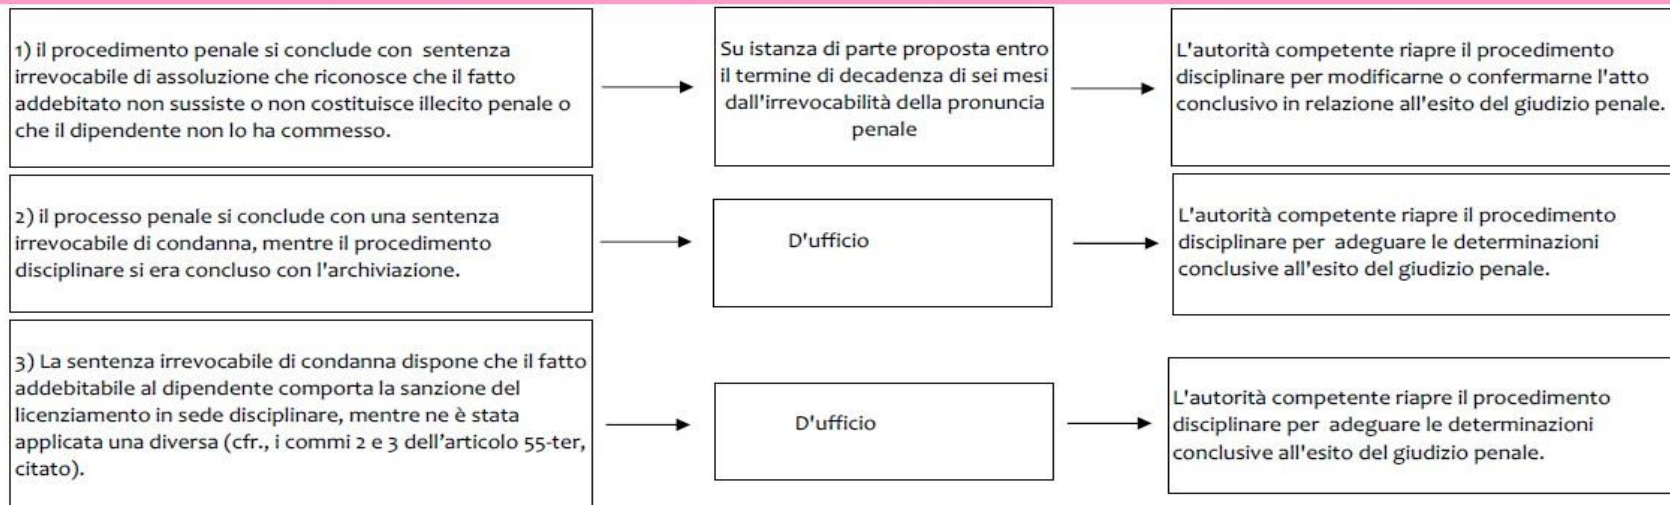 1) il procedimento penale si conclude con sentenza
irrevocabile di assoluzione che riconosce che il fatto
addebitato non sussiste o non costituisce illecito penale o
che il dipendente non lo ha commesso.
Su istanza di parte proposta entro
il termine di decadenza di sei mesi
dall'irrevocabilità della pronuncia
penale
L'autorità competente riapre il procedimento
disciplinare per modificarne o confermarne l'atto
conclusivo in relazione all'esito del giudizio penale.
2) il processo penale si conclude con una sentenza
irrevocabile di condanna, mentre il procedimento
disciplinare si era concluso con l'archiviazione.
D'ufficio
L'autorità competente riapre il procedimento
disciplinare per adeguare le determinazioni
conclusive all'esito del giudizio penale.
3) La sentenza irrevocabile di condanna dispone che il fatto
addebitabile al dipendente comporta la sanzione del
licenziamento in sede disciplinare, mentre ne è stata
applicata una diversa (cfr., i commi 2 e 3 dell'articolo 55-ter,
citato).
D'ufficio
L'autorità competente riapre il procedimento
disciplinare per adeguare le determinazioni
conclusive all'esito del giudizio penale.